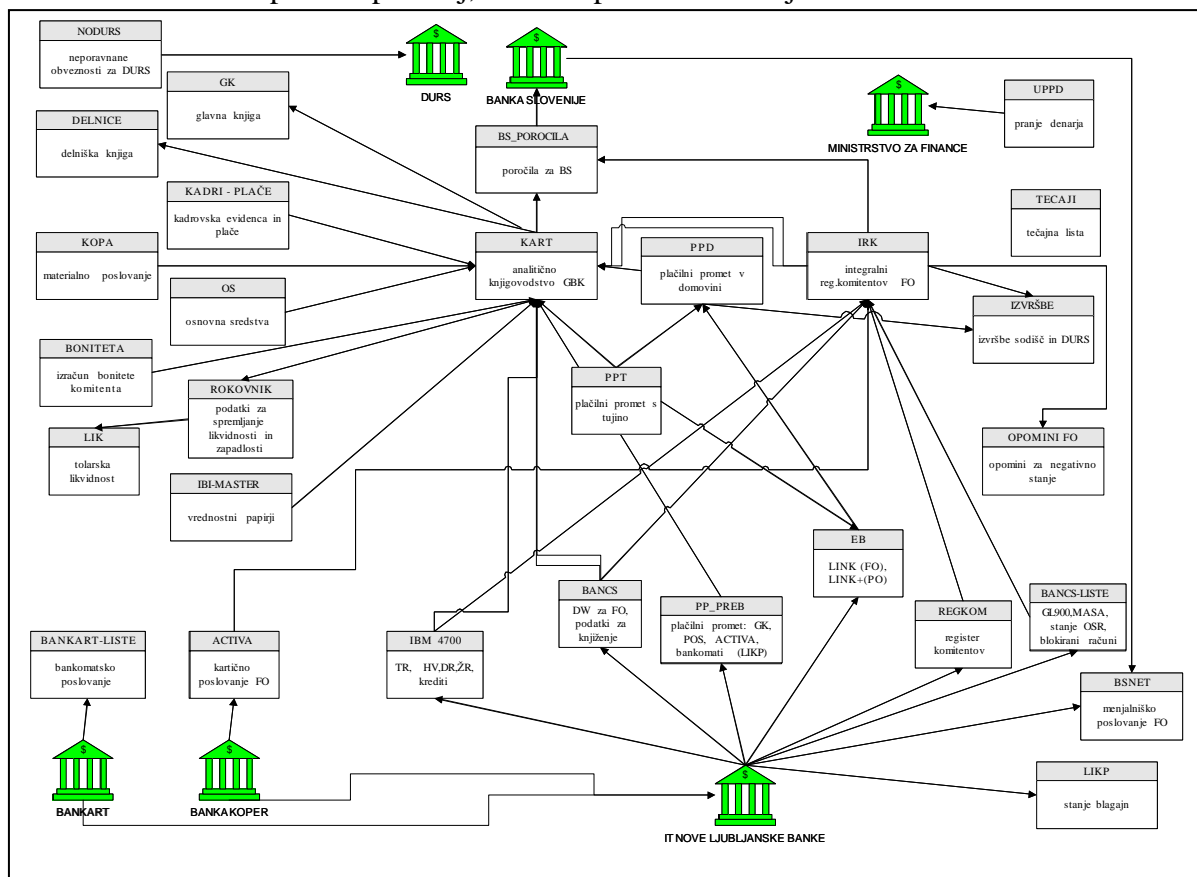 NODURS
neporavnane
obveznosti za DURS
DURS
BANKA SLOVENIJE
GK
glavna knjiga
UPPD
pranje denarja
MINISTRSTVO ZA FINANCE
DELNICE
delniška knjiga
BS_POROCILA
poročila za BS
KADRI - PLAČE
kadrovska evidenca in
plače
TECAJI
tečajna lista
KOPA
materialno poslovanje
KART
analitično
knjigovodstvo GBK
PPD
plačilni promet v
domovini
IRK
integralni
reg.komitentov FO
OS
osnovna sredstva
IZVRŠBE
izvršbe sodišč in DURS
BONITETA
izračun bonitete
komitenta
ROKOVNIK
podatki za
spremljanje
likvidnosti in
zapadlosti
PPT
plačilni promet s
tujino
LIK
tolarska
likvidnost
OPOMINI FO
opomini za negativno
stanje
IBI-MASTER
vrednostni papirji
EB
LINK (FO),
LINK+(PO)
BANCS
DW za FO,
podatki za
knjiženje
PP_PREB
plačilni promet: GK,
POS, ACTIVA,
bankomati (LIKP)
REGKOM
register
komitentov
BANCS-LISTE
GL900,MASA,
stanje OSR,
blokirani računi
BANKART-LISTE
bankomatsko
poslovanje
ACTIVA
kartično
poslovanje FO
IBM 4700
TR, HV,DR,ŽR,
krediti
BSNET
menjalniško
poslovanje FO
LIKP
stanje blagajn
BANKART
BANKA KOPER
IT NOVE LJUBLJANSKE BANKE